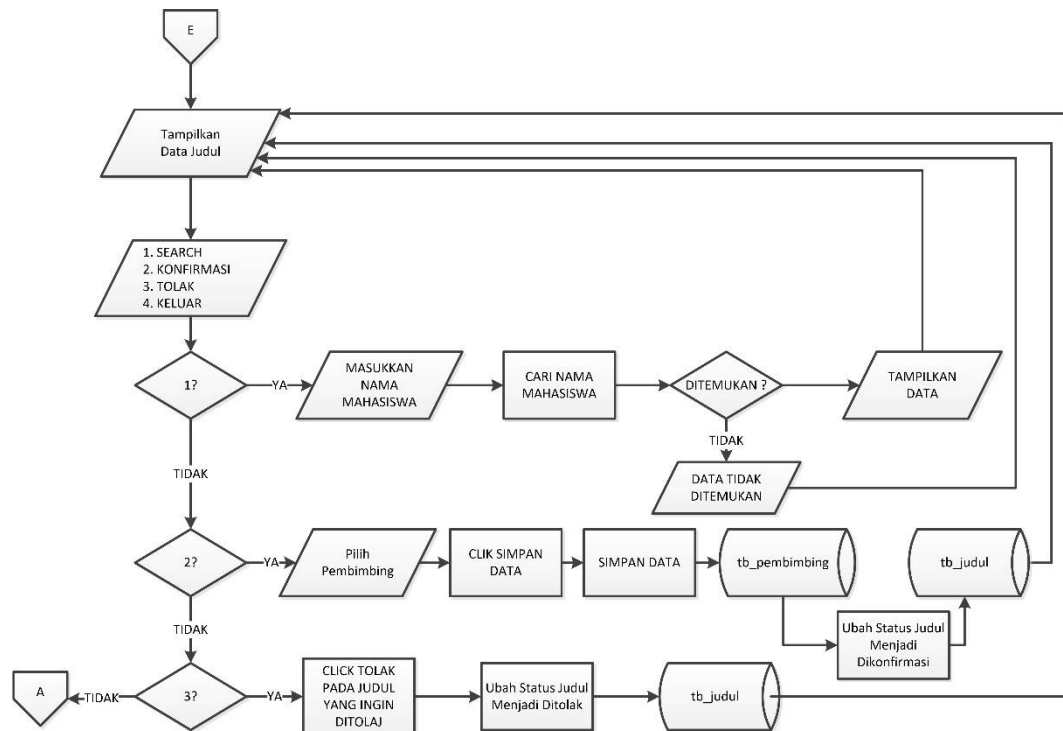 E
Tampilkan
Data Judul
1. SEARCH
2. KONFIRMASI
3. TOLAK
4. KELUAR
1?
YA
MASUKKAN
NAMA
MAHASISWA
CARI NAMA
MAHASISWA
DITEMUKAN ?
TAMPILKAN
DATA
TIDAK
DATA TIDAK
DITEMUKAN
TIDAK
2?
YA
Pilih
Pembimbing
CLIK SIMPAN
DATA
SIMPAN DATA
tb_pembimbing
tb_judul
Ubah Status Judul
Menjadi
Dikonfirmasi
TIDAK
A
TIDAK
3?
YA
CLICK TOLAK
PADA JUDUL
YANG INGIN
DITOLAJ
Ubah Status Judul
Menjadi Ditolak
tb_judul